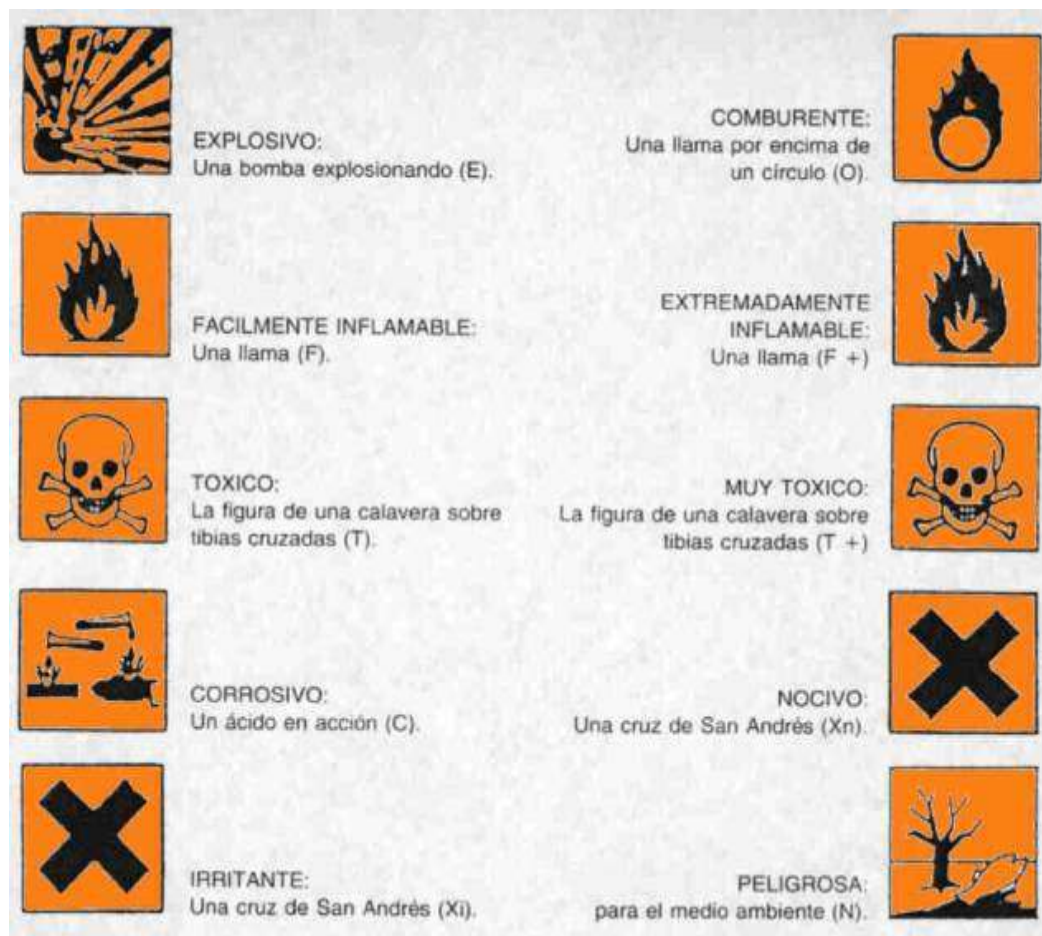 EXPLOSIVO:
Una bomba explosionando (E).
COMBURENTE:
Una llama por encima de
un círculo (O).
FACILMENTE INFLAMABLE:
Una llama (F).
EXTREMADAMENTE
INFLAMABLE:
Una llama (F +)
TOXICO:
La figura de una calavera sobre
tibias cruzadas (T).
MUY TOXICO:
La figura de una calavera sobre
tibias cruzadas (T +)
CORROSIVO:
Un ácido en acción (C).
NOCIVO:
Una cruz de San Andrés (Xn).
IRRITANTE:
Una cruz de San Andrés (Xi).
PELIGROSA:
para el medio ambiente (N).